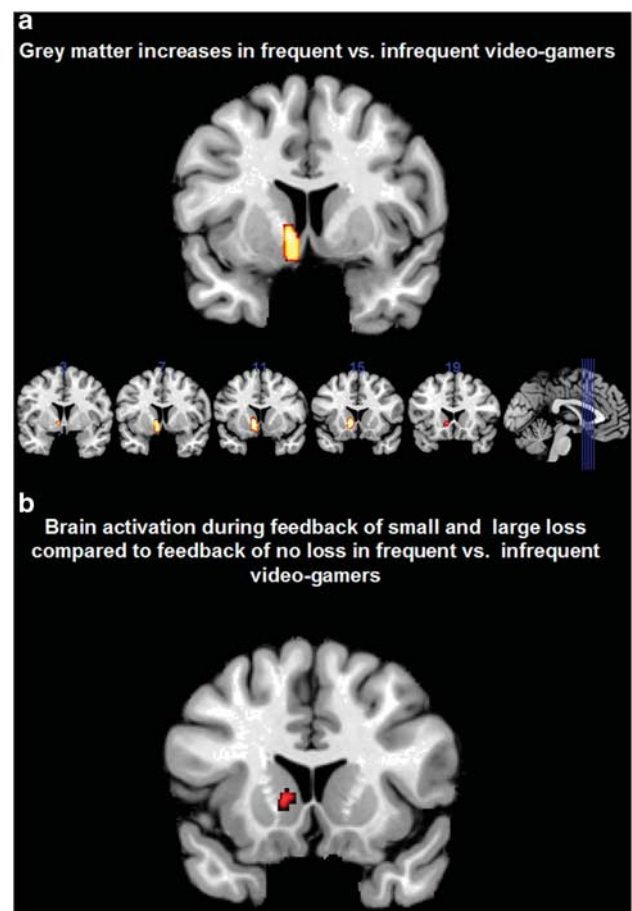 a
Grey matter increases in frequent vs. infrequent video-gamers
3 7 11 15 19
b
Brain activation during feedback of small and large loss
compared to feedback of no loss in frequent vs. infrequent
video-gamers